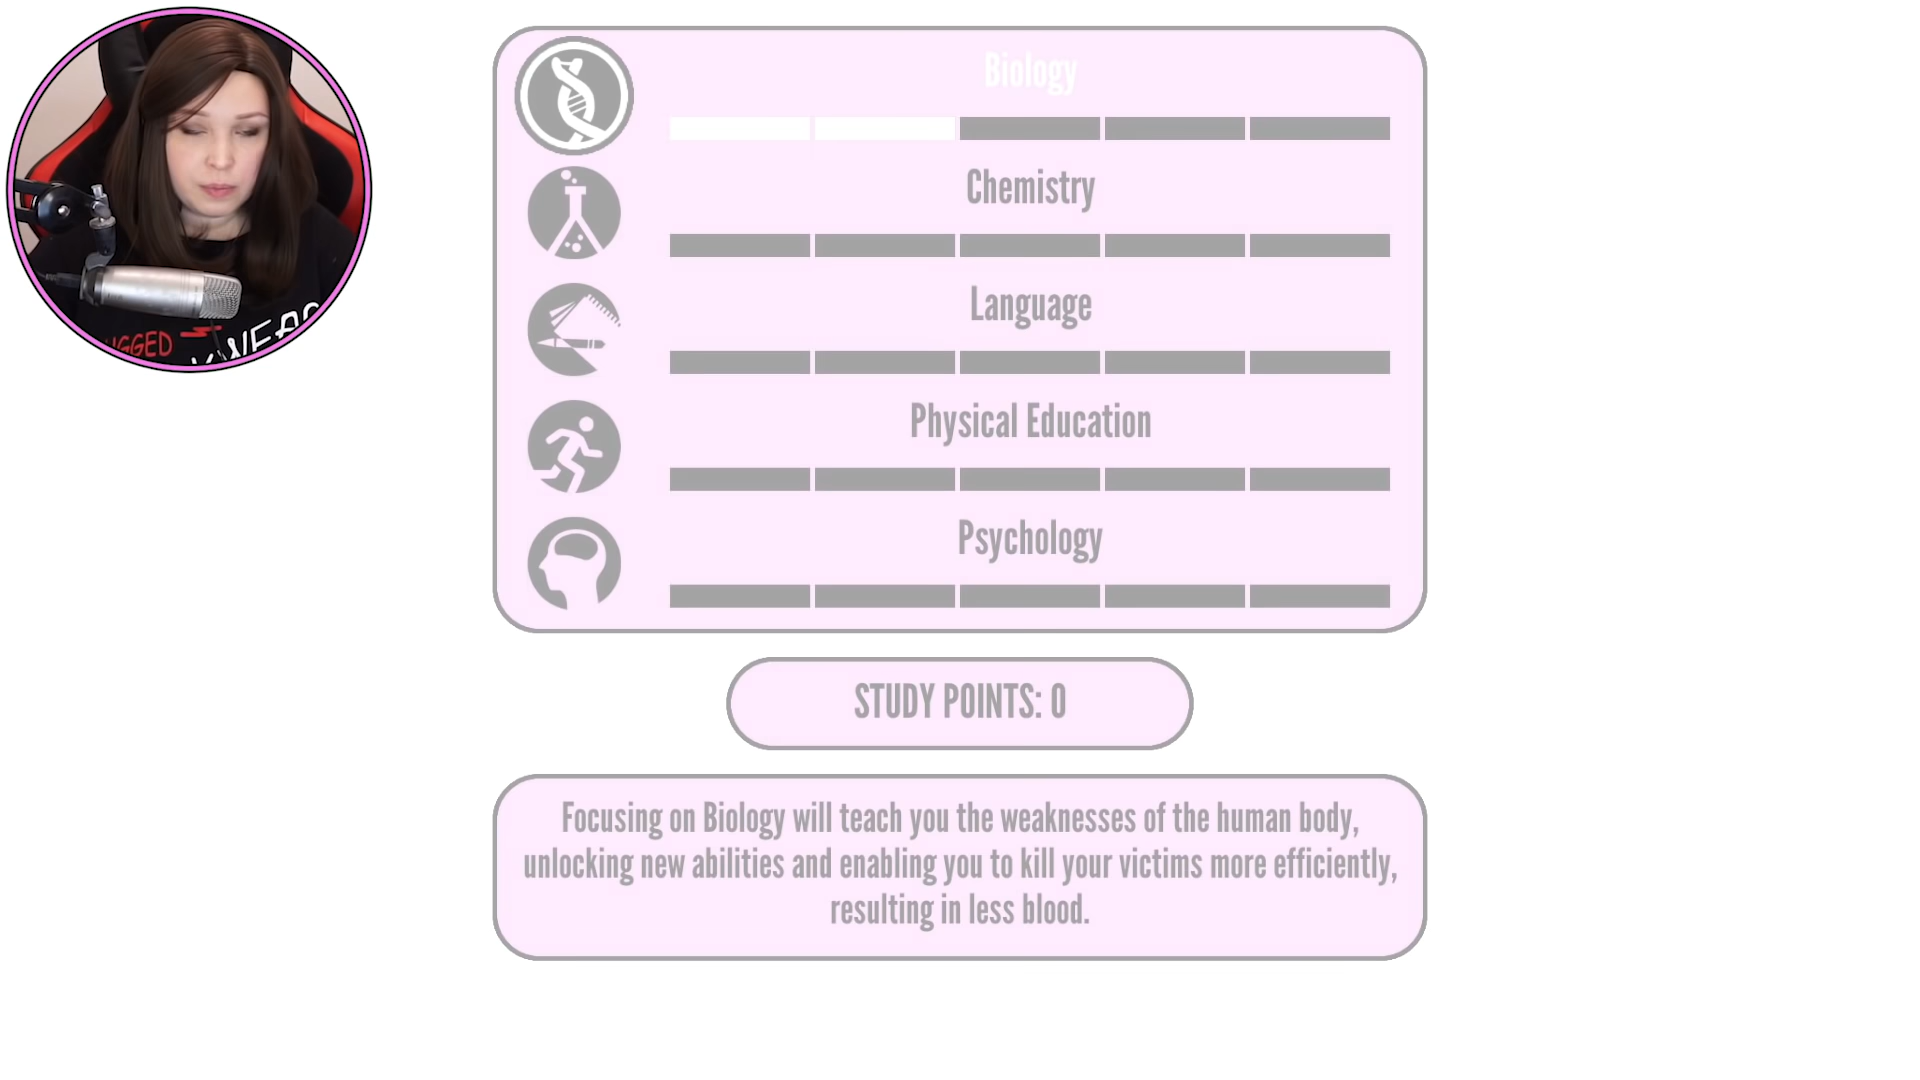 Biology
Chemistry
Language
Physical Education
Psychology
STUDY POINTS: 0
Focusing on Biology will teach you the weaknesses of the human body,
unlocking new abilities and enabling you to kill your victims more efficiently,
resulting in less blood.